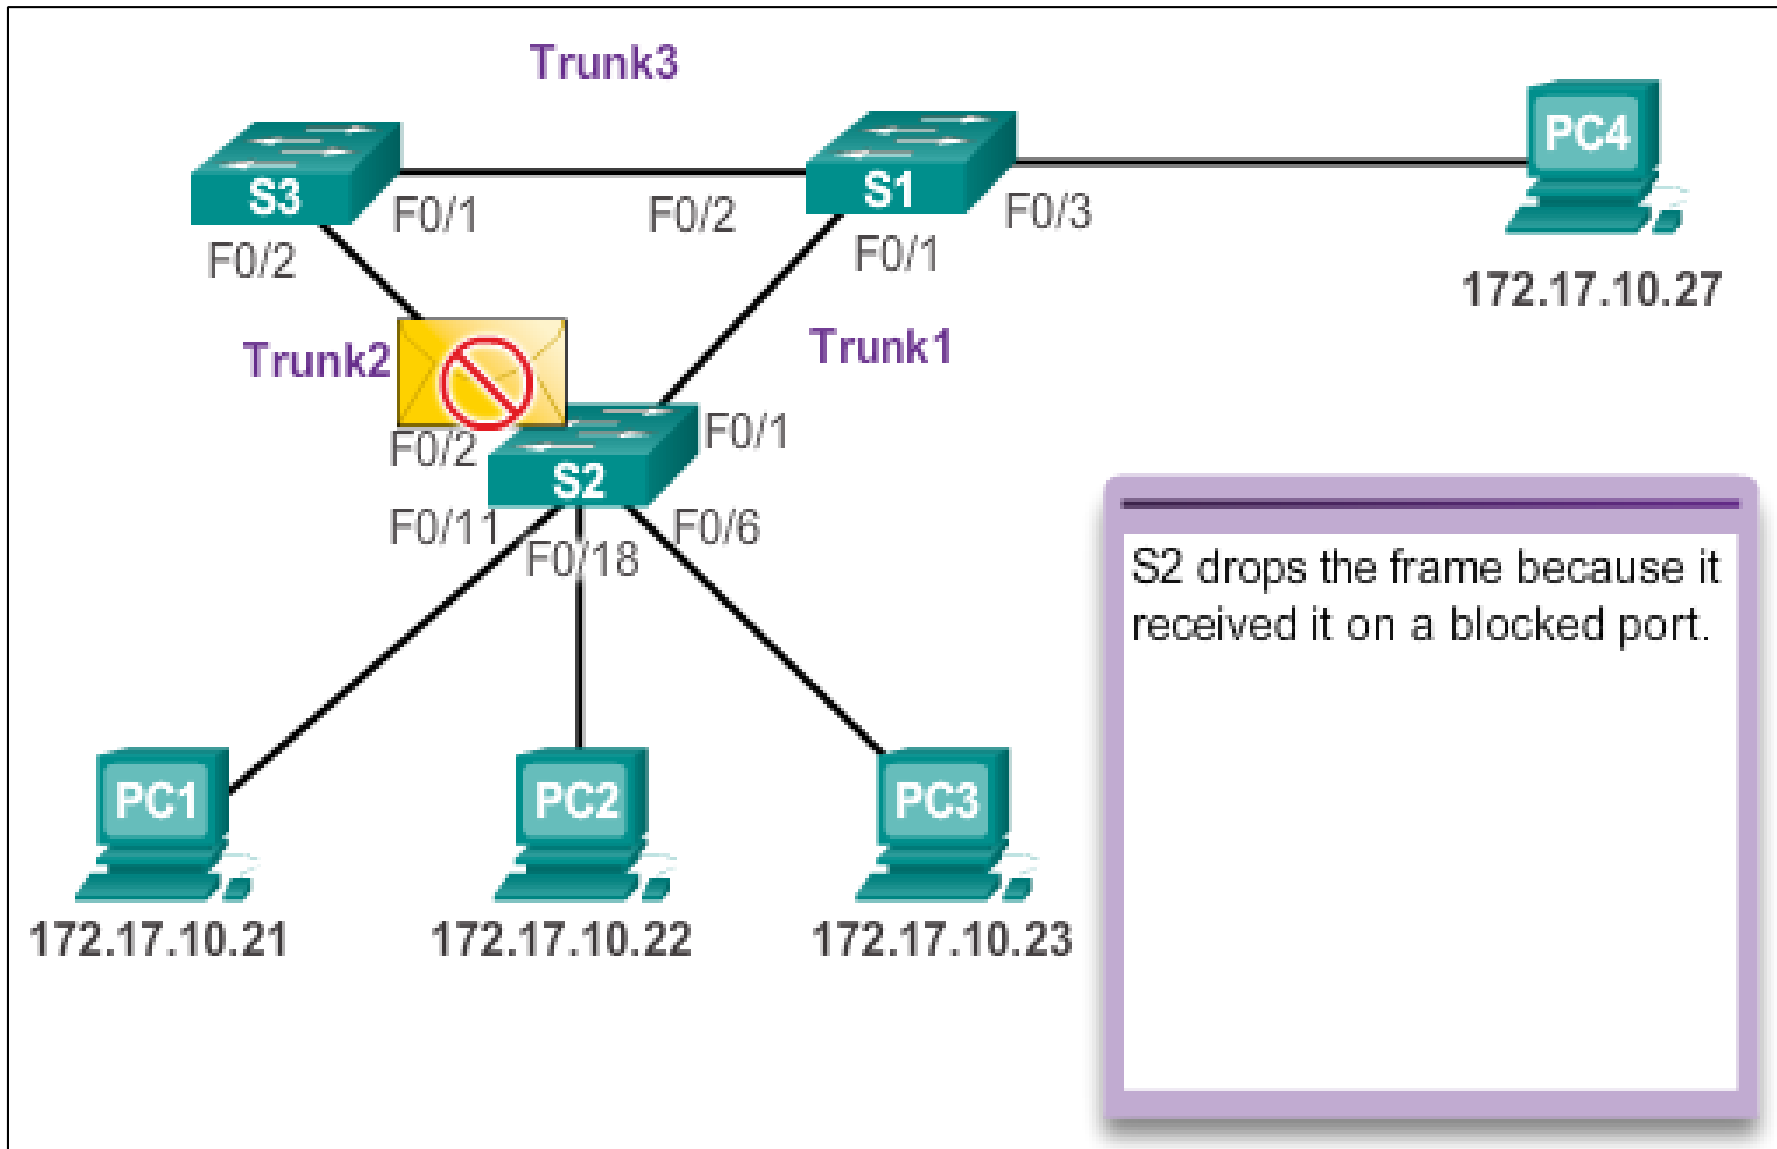 Trunk3
S3
S1
PC4
F0/1
F0/2
F0/3
F0/2
F0/1
172.17.10.27
Trunk2
Trunk1
F0/2
F0/1
S2
F0/11
F0/18
F0/6
S2 drops the frame because it
received it on a blocked port.
PC1
PC2
PC3
172.17.10.21
172.17.10.22
172.17.10.23